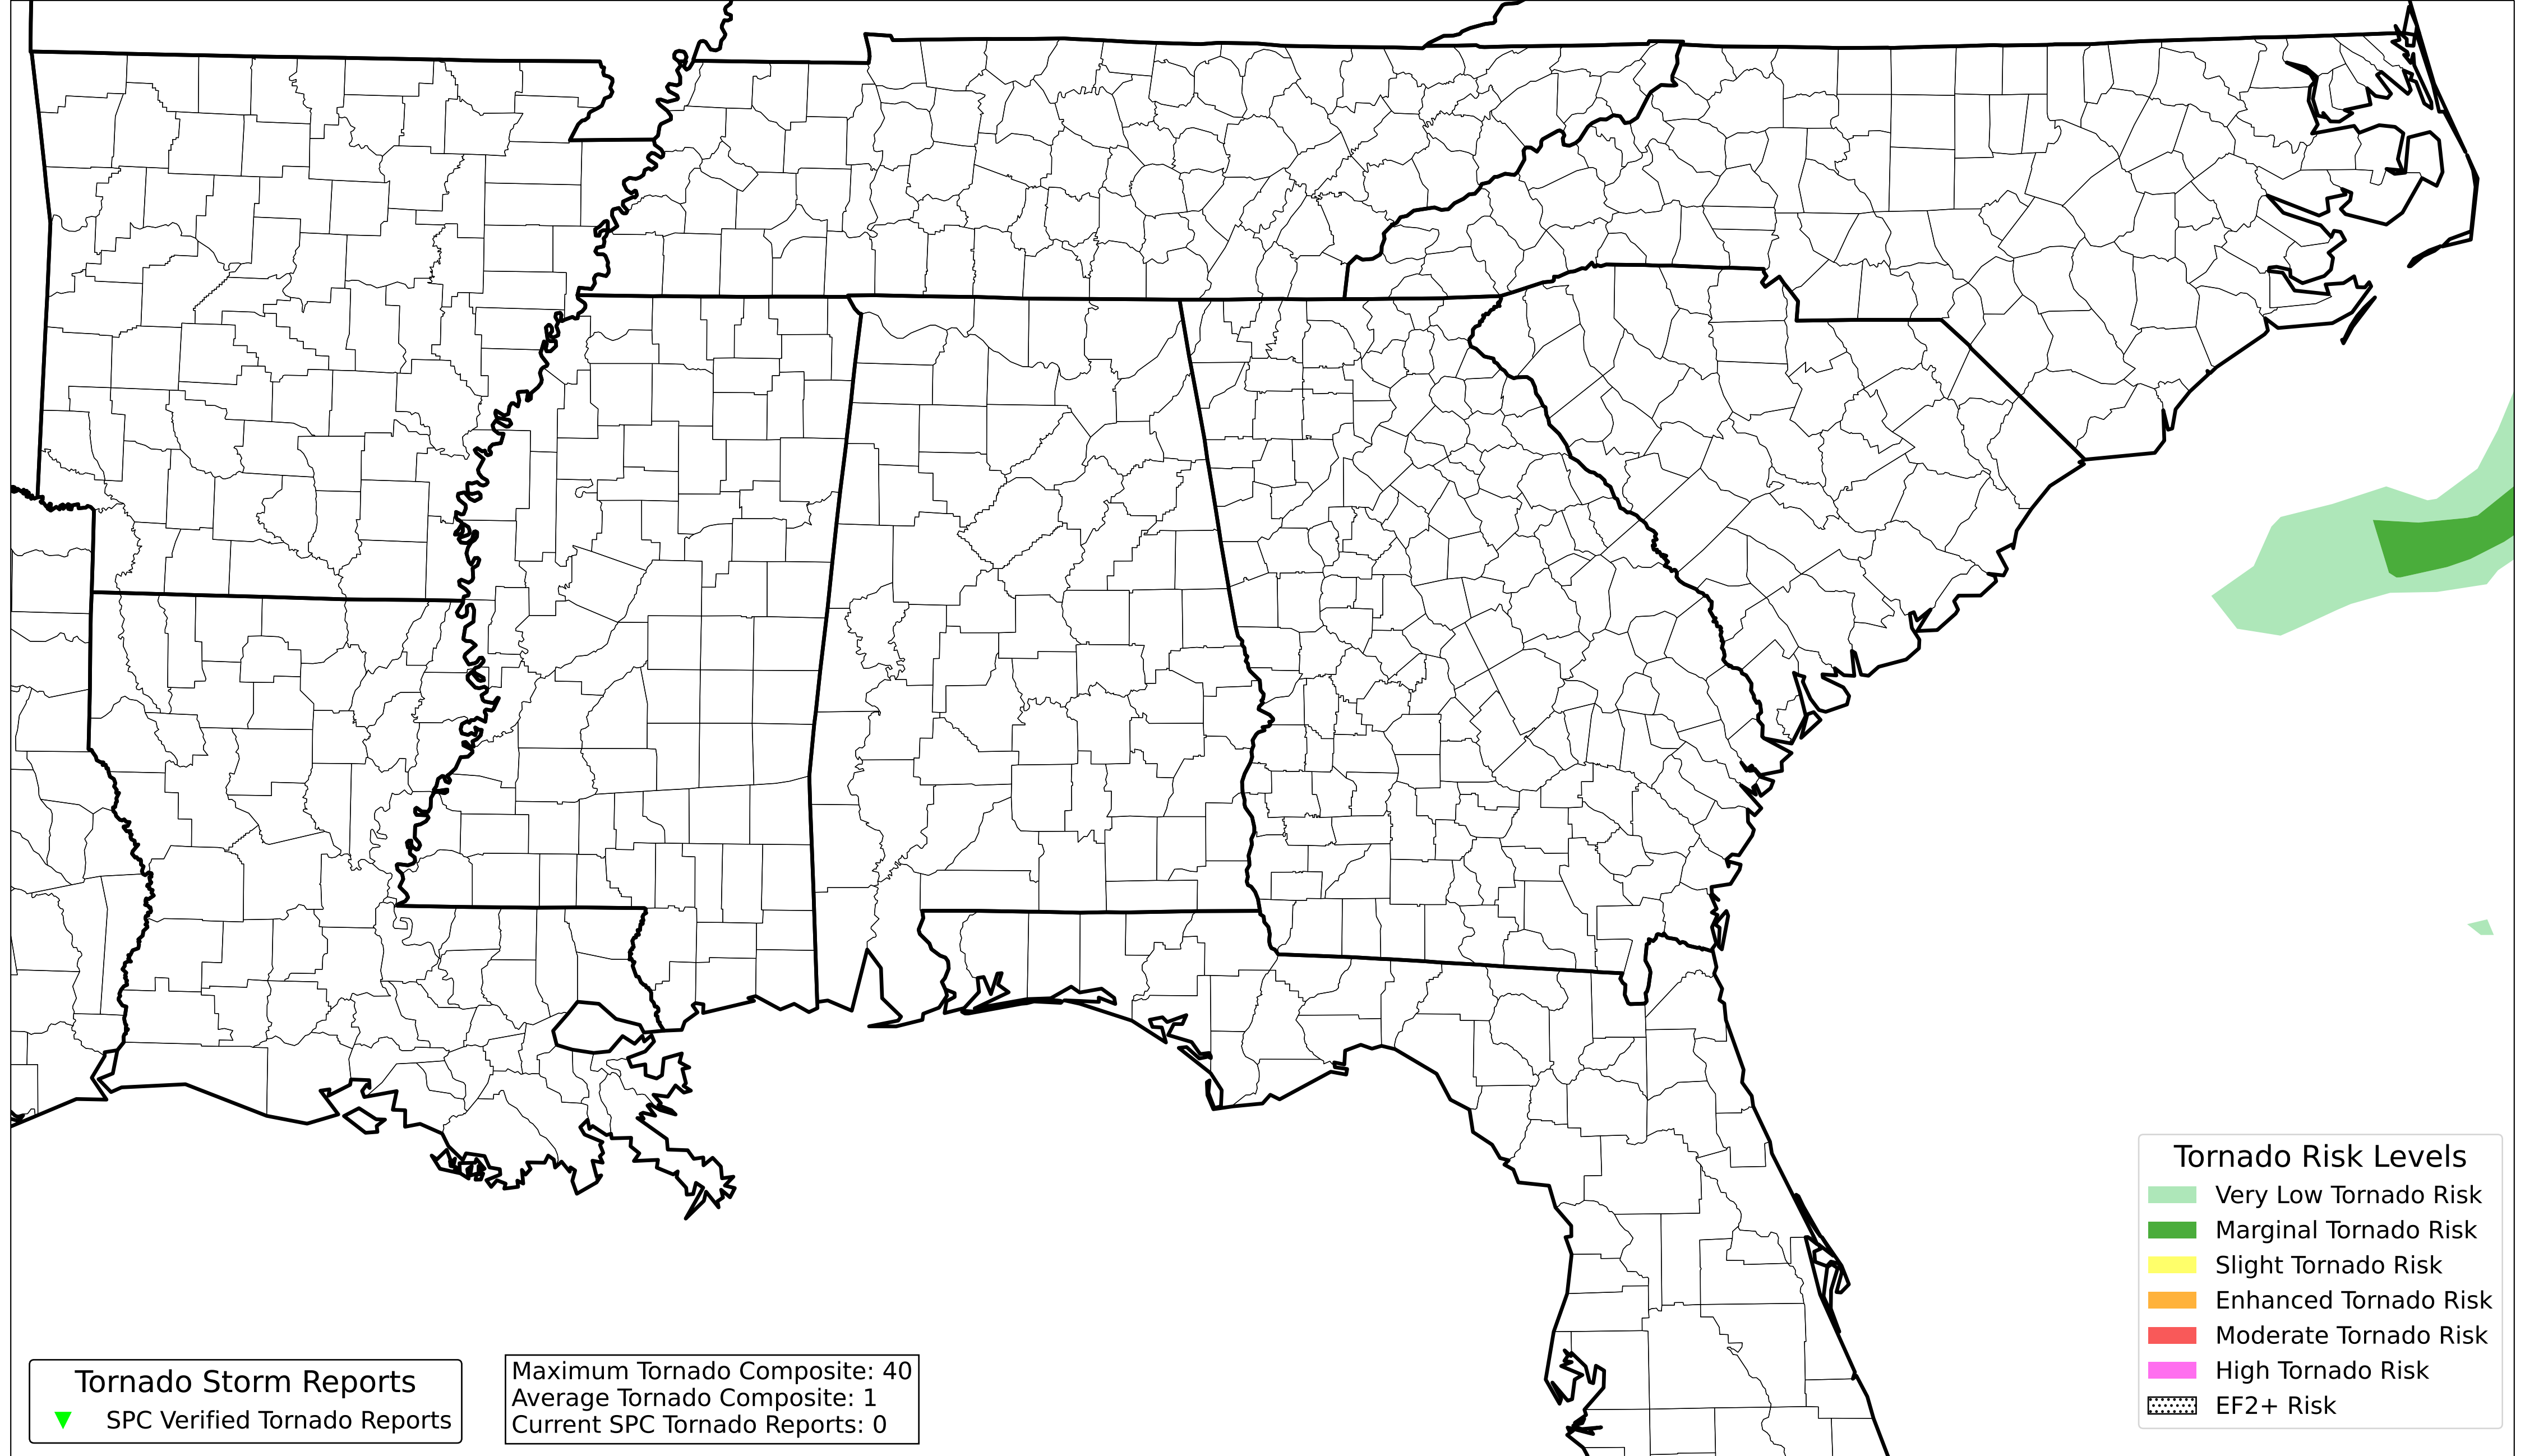 Tornado Risk Levels
Very Low Tornado Risk
Marginal Tornado Risk
Slight Tornado Risk
Enhanced Tornado Risk
Moderate Tornado Risk
High Tornado Risk
EF2+ Risk
Tornado Storm Reports
SPC Verified Tornado Reports
Maximum Tornado Composite: 40
Average Tornado Composite: 1
Current SPC Tornado Reports: 0